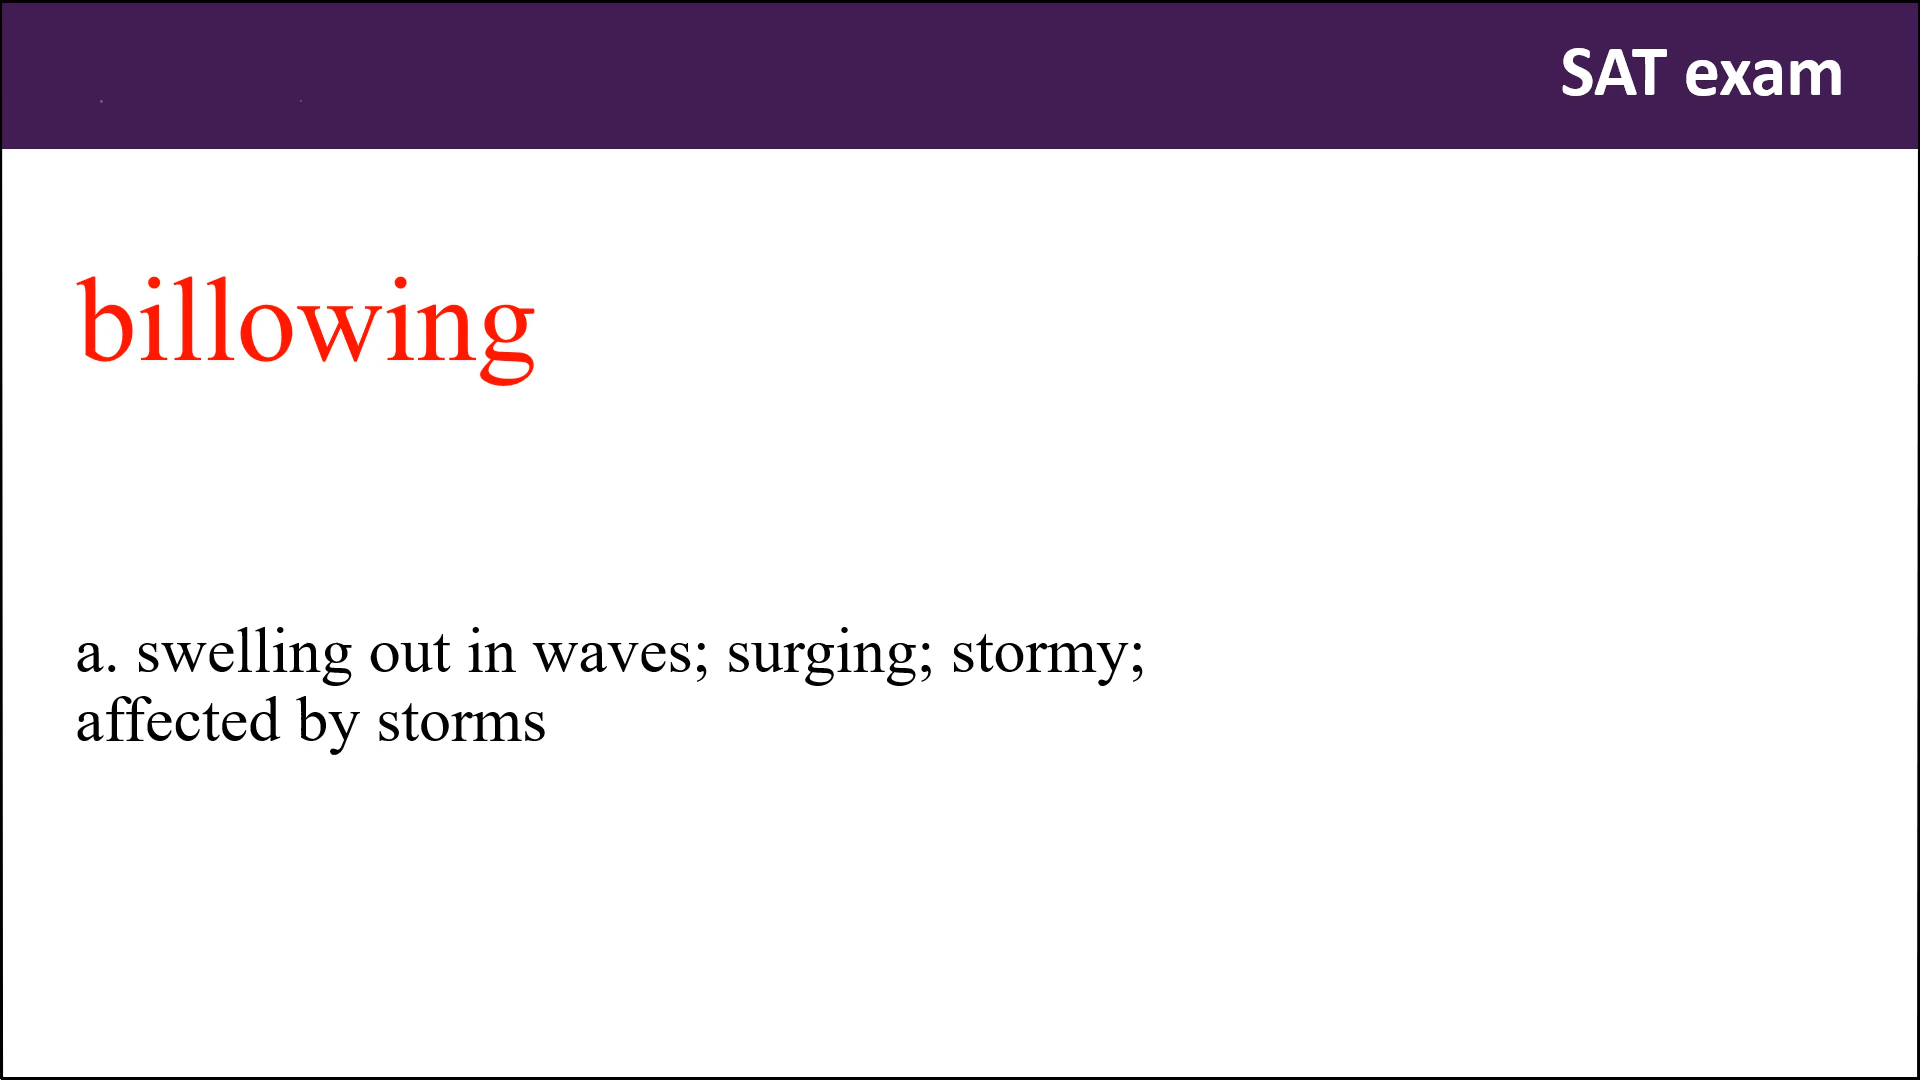 SAT exam
billowing
a. swelling out in waves; surging; stormy;
affected by storms